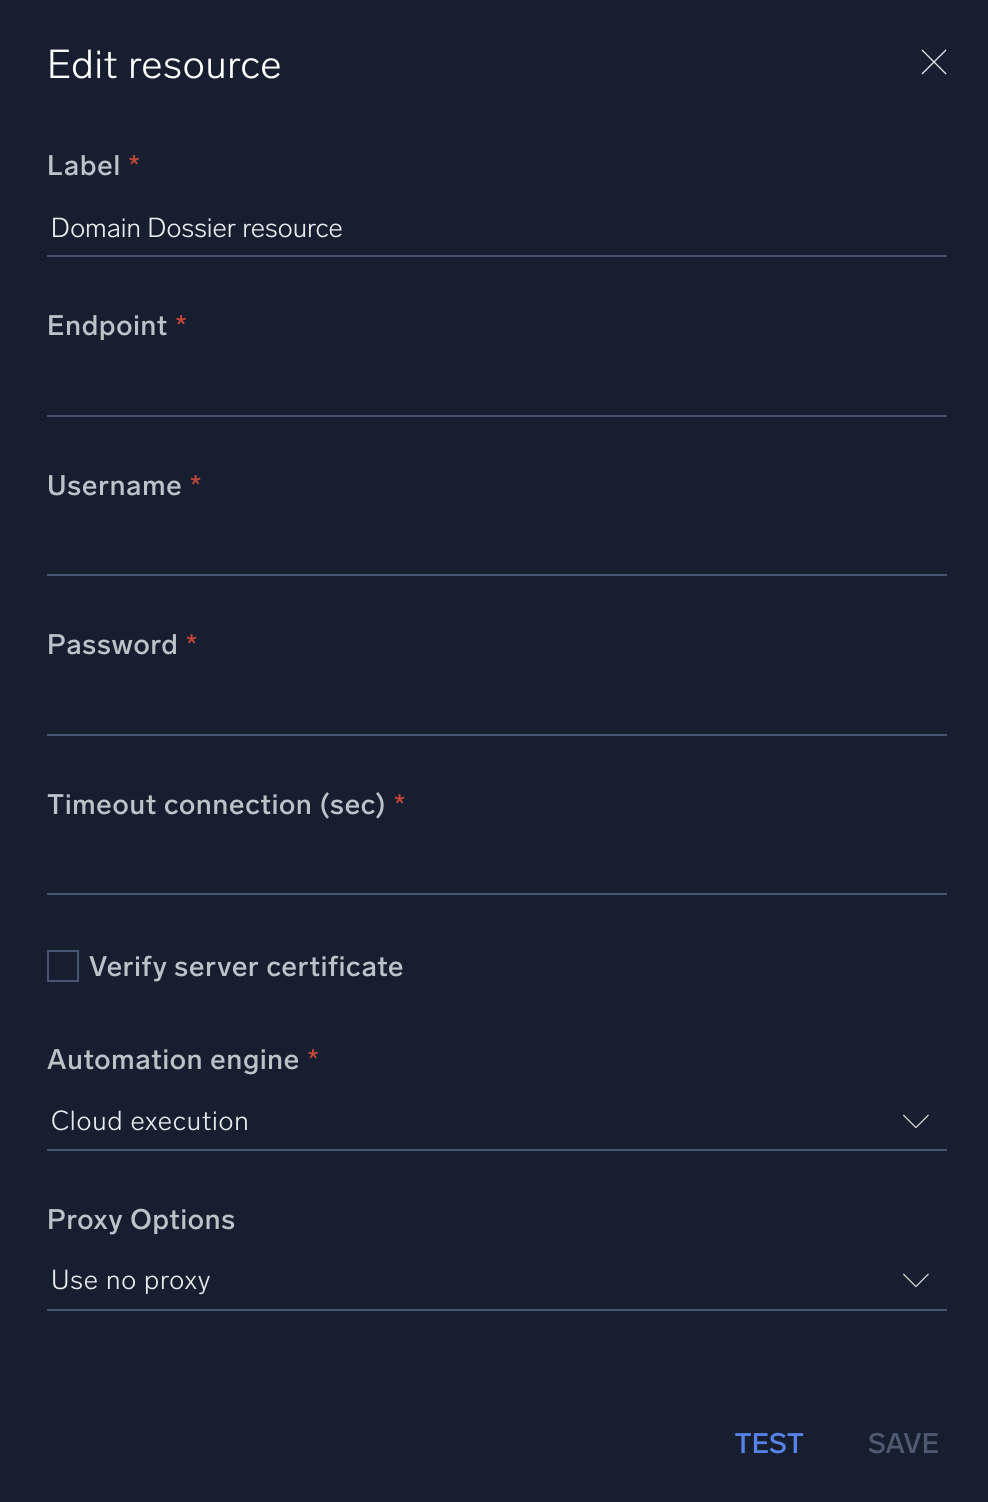 Edit resource
Label *
Domain Dossier resource
Endpoint *
Username *
Password *
Timeout connection (sec) *
Verify server certificate
Automation engine *
Cloud execution
Proxy Options
Use no proxy
TEST SAVE